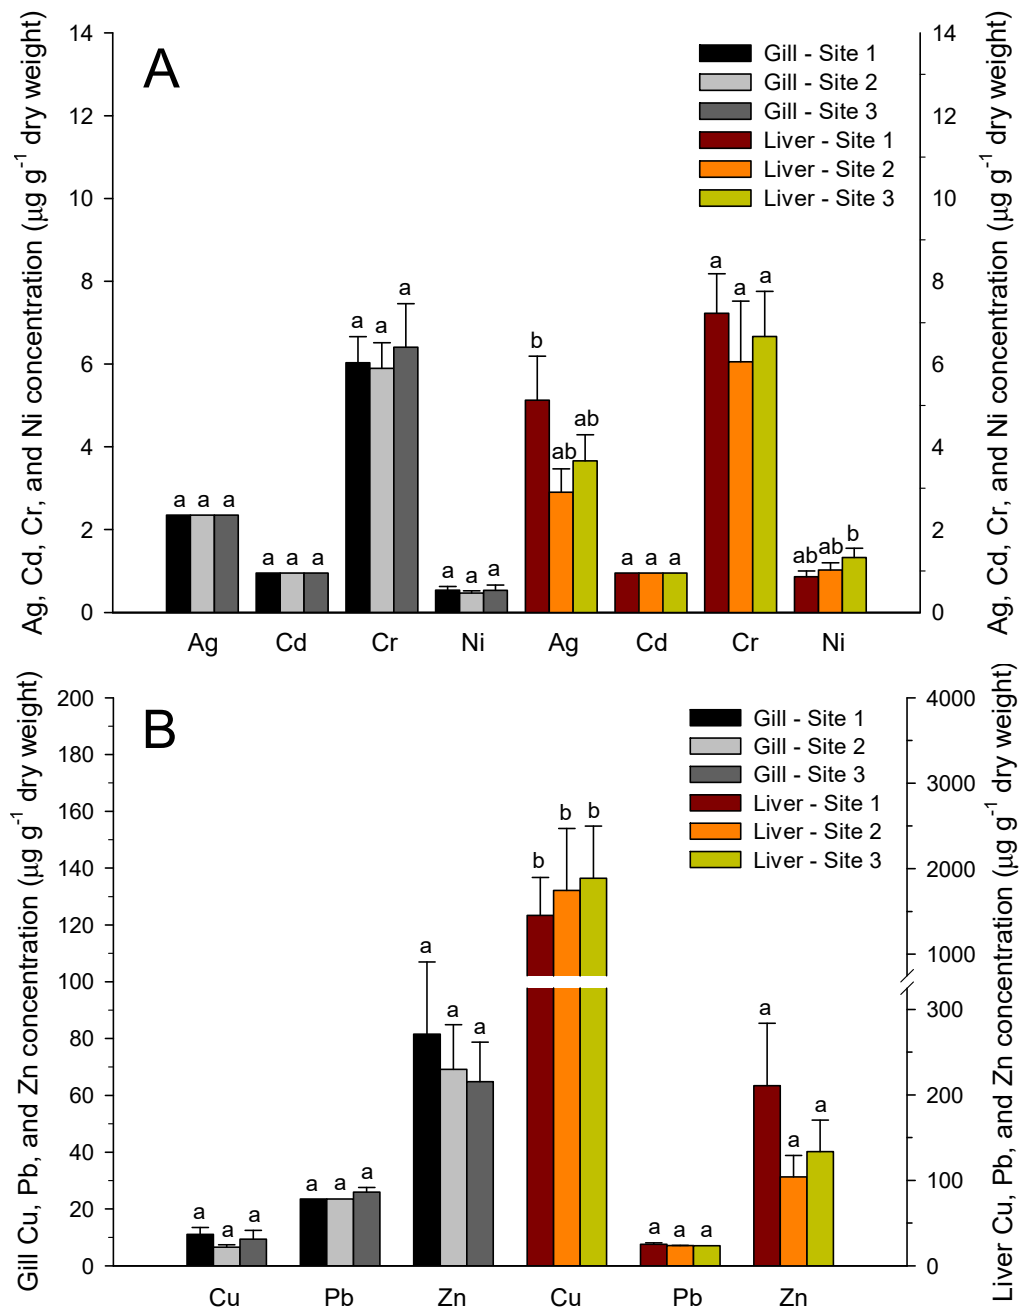 Ag, Cd, Cr, and Ni concentration (μg g⁻¹ dry weight)
A
Gill - Site 1
Gill - Site 2
Gill - Site 3
Liver - Site 1
Liver - Site 2
Liver - Site 3
14
12
10
8
6
4
2
0
a a a
a a a
a a a
a a a
b ab ab
a a a
a a a
ab ab b
14
12
10
8
6
4
2
0
Ag Cd Cr Ni Ag Cd Cr Ni
Ag, Cd, Cr, and Ni concentration (μg g⁻¹ dry weight)
Gill Cu, Pb, and Zn concentration (μg g⁻¹ dry weight)
B
Gill - Site 1
Gill - Site 2
Gill - Site 3
Liver - Site 1
Liver - Site 2
Liver - Site 3
200
180
160
140
120
100
80
60
40
20
0
a a a
a a a
a a a
b b b
a a a
a a a
4000
3000
2000
1000
300
200
100
0
Cu Pb Zn Cu Pb Zn
Liver Cu, Pb, and Zn concentration (μg g⁻¹ dry weight)